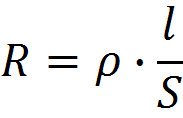 R = ρ · l/S